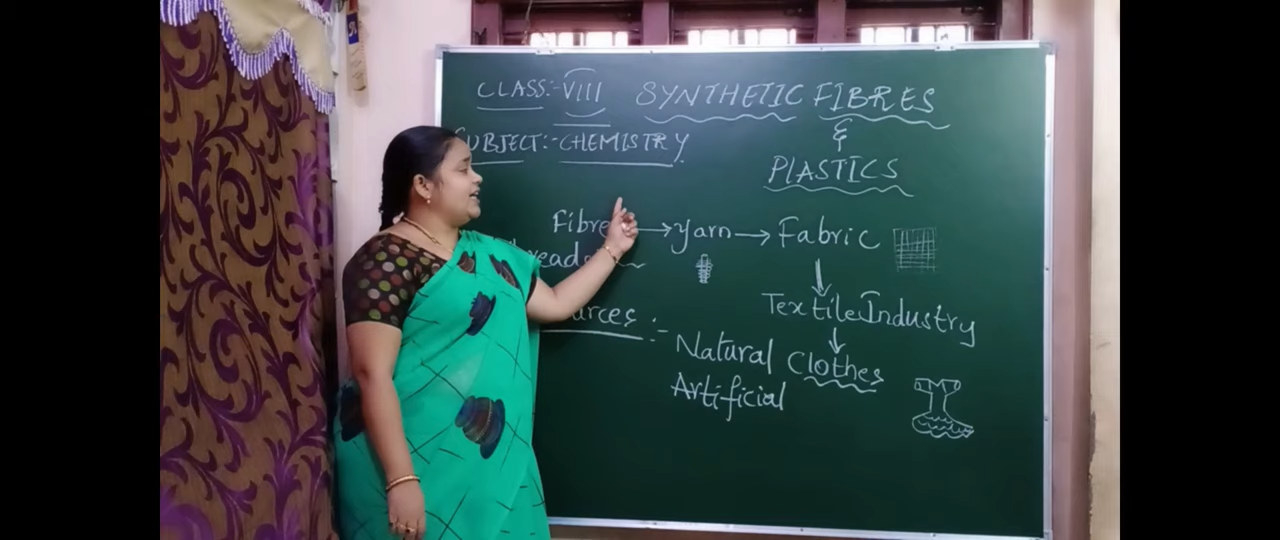 CLASS:- VIII SYNTHETIC FIBRES
&
SUBJECT:- CHEMISTRY
PLASTICS
Fibre → Yarn → Fabric
Textile Industry
:-
Natural Clothes
Artificial